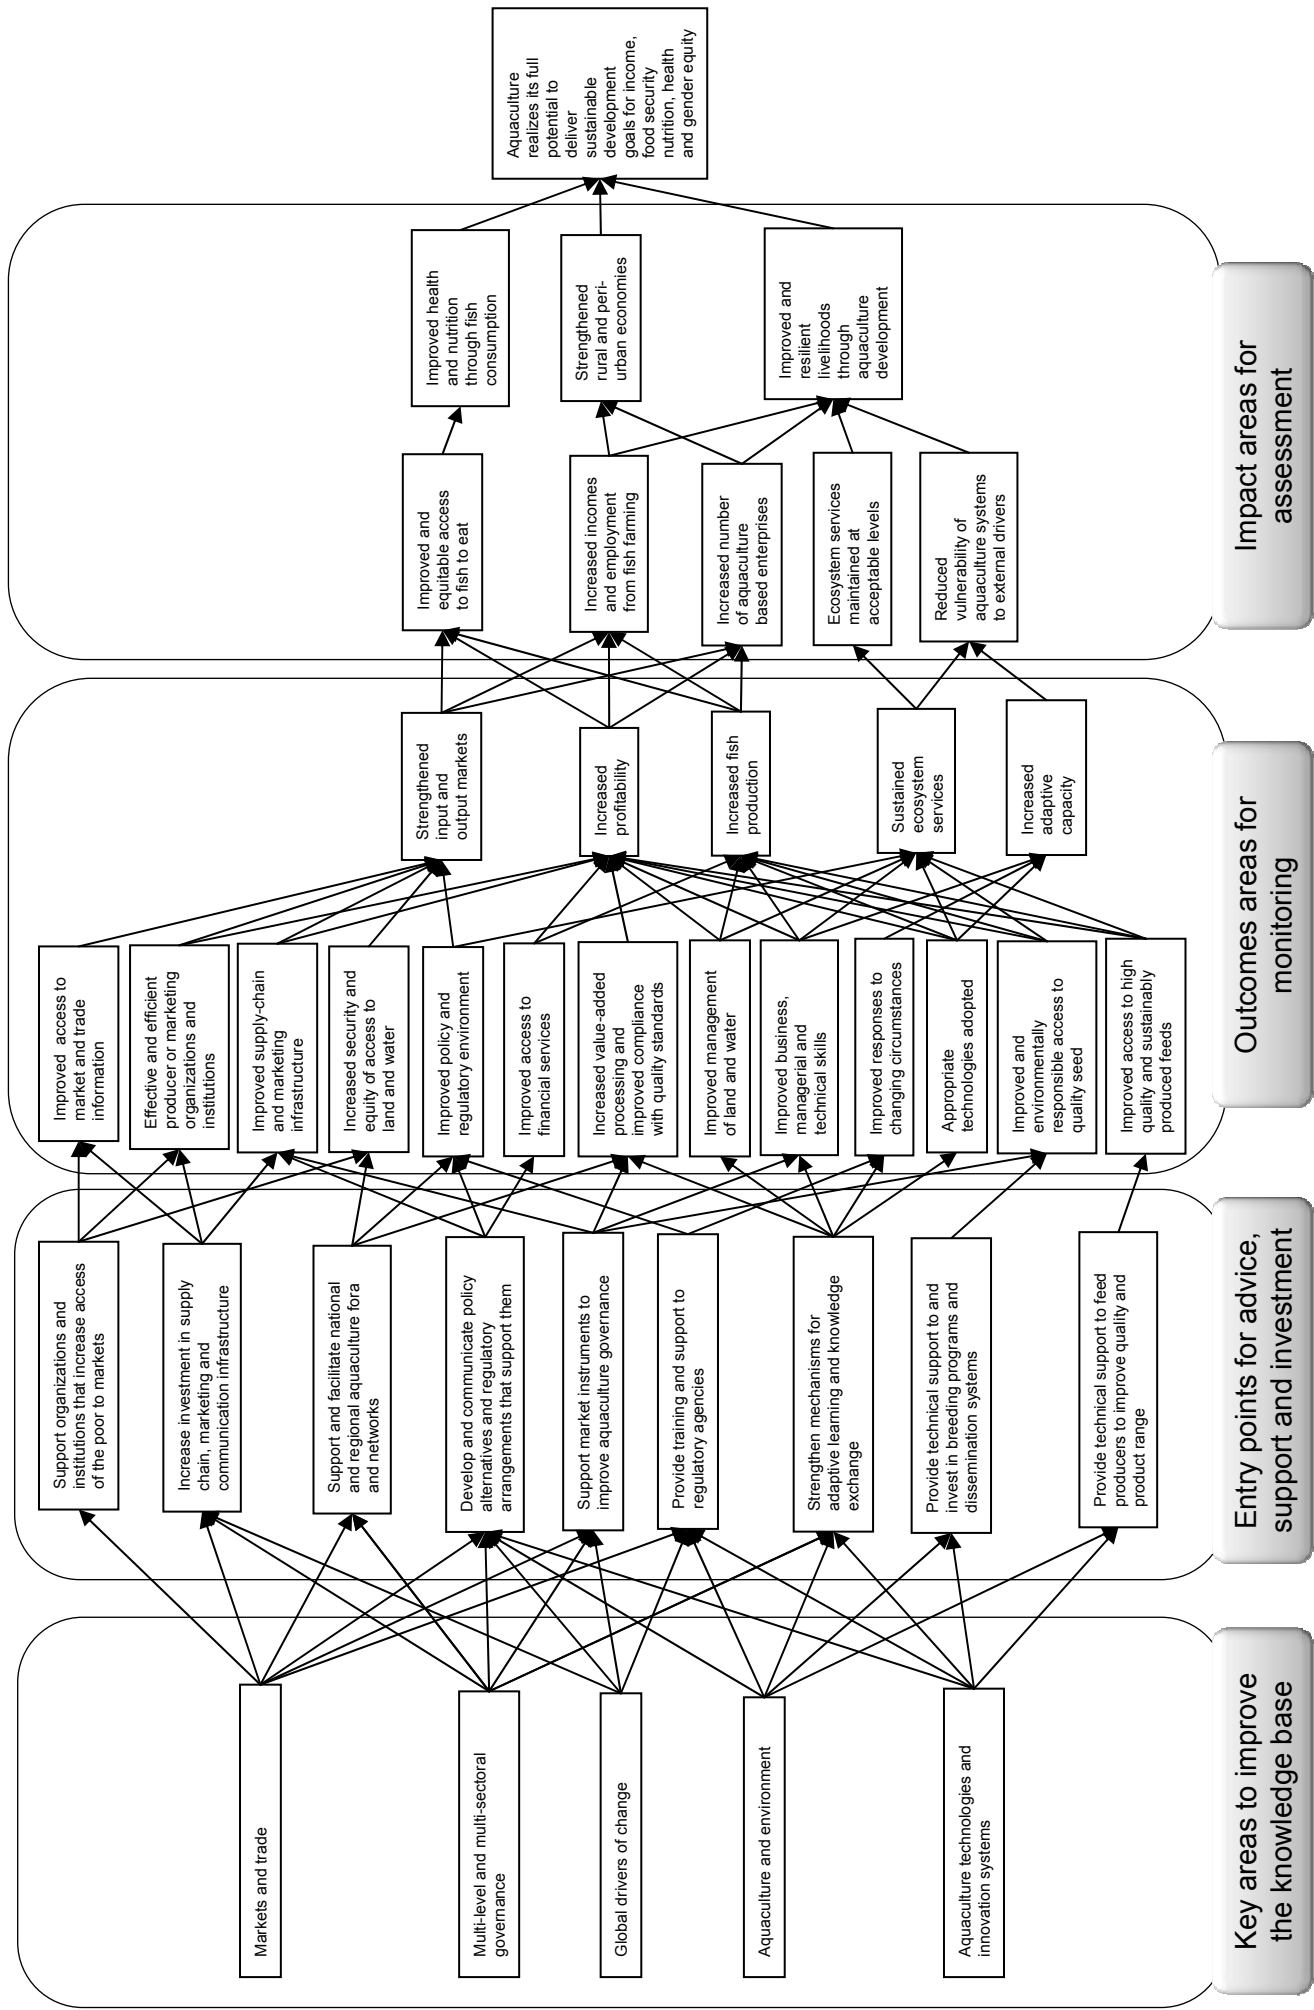 Key areas to improve
the knowledge base
Markets and trade
Multi-level and multi-sectoral
governance
Global drivers of change
Aquaculture and environment
Aquaculture technologies and
innovation systems
Entry points for advice,
support and investment
Support organizations and
institutions that increase access
of the poor to markets
Increase investment in supply
chain, marketing and
communication infrastructure
Support and facilitate national
and regional aquaculture fora
and networks
Develop and communicate policy
alternatives and regulatory
arrangements that support them
Support market instruments to
improve aquaculture governance
Provide training and support to
regulatory agencies
Strengthen mechanisms for
adaptive learning and knowledge
exchange
Provide technical support to and
invest in breeding programs and
dissemination systems
Provide technical support to feed
producers to improve quality and
product range
Outcomes areas for
monitoring
Improved access to
market and trade
information
Effective and efficient
producer or marketing
organizations and
institutions
Improved supply-chain
and marketing
infrastructure
Increased security and
equity of access to
land and water
Improved policy and
regulatory environment
Improved access to
financial services
Increased value-added
processing and
improved compliance
with quality standards
Improved management
of land and water
Improved business,
managerial and
technical skills
Improved responses to
changing circumstances
Appropriate
technologies adopted
Improved and
environmentally
responsible access to
quality seed
Improved access to high
quality and sustainably
produced feeds
Strengthened
input and
output markets
Increased
profitability
Increased fish
production
Sustained
ecosystem
services
Increased
adaptive
capacity
Impact areas for
assessment
Improved and
equitable access
to fish to eat
Increased incomes
and employment
from fish farming
Increased number
of aquaculture
based enterprises
Ecosystem services
maintained at
acceptable levels
Reduced
vulnerability of
aquaculture systems
to external drivers
Improved health
and nutrition
through fish
consumption
Strengthened
rural and peri-
urban economies
Improved and
resilient
livelihoods
through
aquaculture
development
Aquaculture
realizes its full
potential to
deliver
sustainable
development
goals for income,
food security
nutrition, health
and gender equity